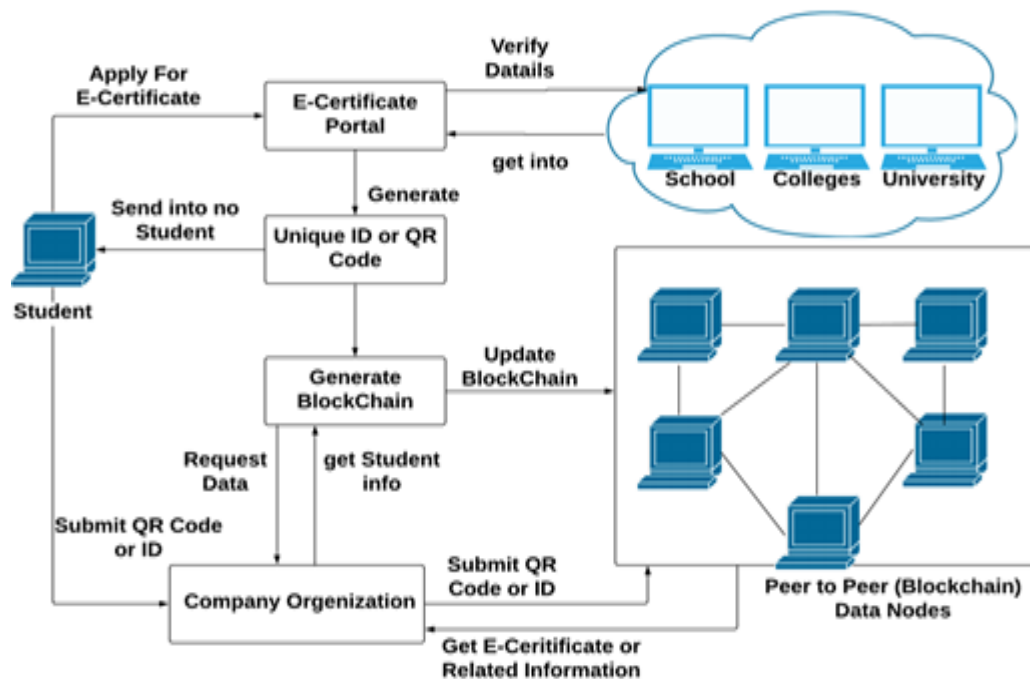 Verify
Datails
Apply For
E-Certificate
E-Certificate
Portal
get into
School
Colleges
University
Generate
Send into no
Student
Unique ID or QR
Code
Student
Generate
BlockChain
Update
BlockChain
Request
Data
get Student
info
Submit QR Code
or ID
Company Orgenization
Submit QR
Code or ID
Peer to Peer (Blockchain)
Data Nodes
Get E-Ceritificate or
Related Information